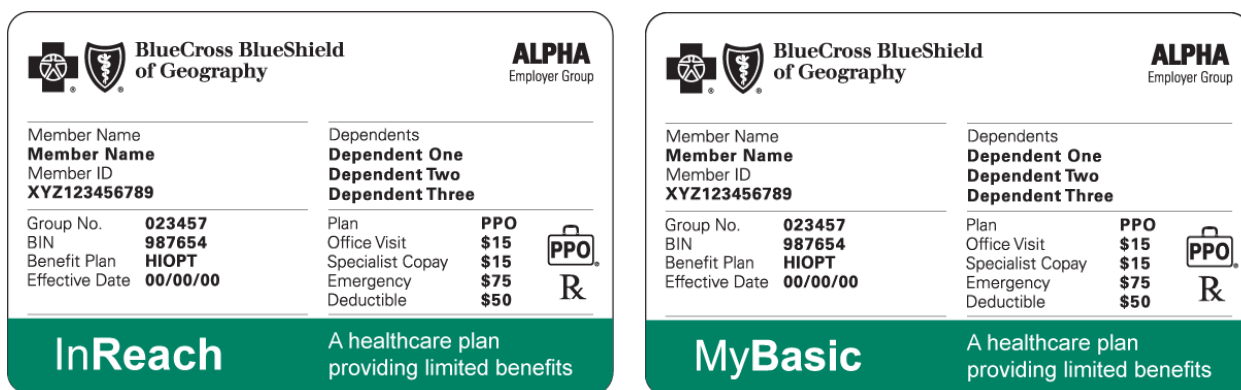 BlueCross BlueShield
of Geography
ALPHA
Employer Group
Member Name
Member Name
Member ID
XYZ123456789
Dependents
Dependent One
Dependent Two
Dependent Three
Group No. 023457
BIN 987654
Benefit Plan HIOPT
Effective Date 00/00/00
Plan PPO
Office Visit $15
Specialist Copay $15
Emergency $75
Deductible $50
PPO
Rx
InReach
A healthcare plan
providing limited benefits
BlueCross BlueShield
of Geography
ALPHA
Employer Group
Member Name
Member Name
Member ID
XYZ123456789
Dependents
Dependent One
Dependent Two
Dependent Three
Group No. 023457
BIN 987654
Benefit Plan HIOPT
Effective Date 00/00/00
Plan PPO
Office Visit $15
Specialist Copay $15
Emergency $75
Deductible $50
PPO
Rx
MyBasic
A healthcare plan
providing limited benefits